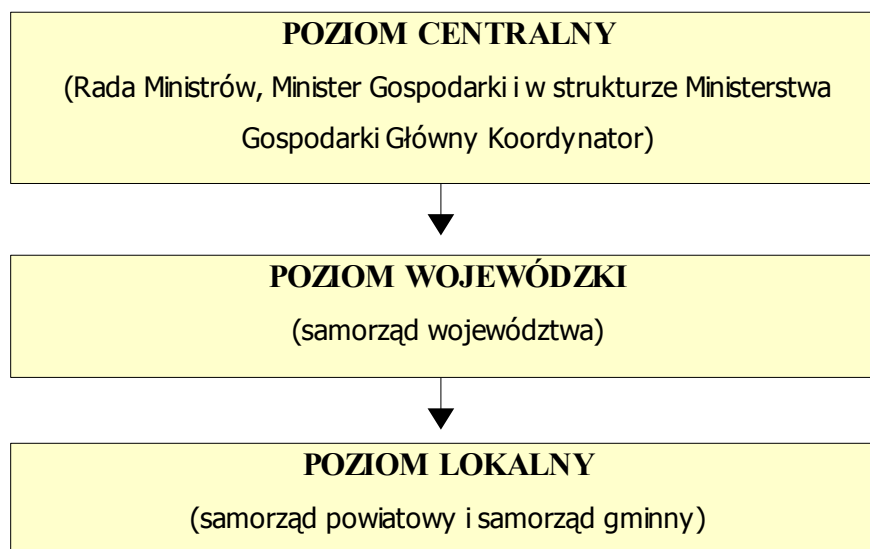 POZIOM CENTRALNY
(Rada Ministrów, Minister Gospodarki i w strukturze Ministerstwa
Gospodarki Główny Koordynator)
POZIOM WOJEWÓDZKI
(samorząd województwa)
POZIOM LOKALNY
(samorząd powiatowy i samorząd gminny)